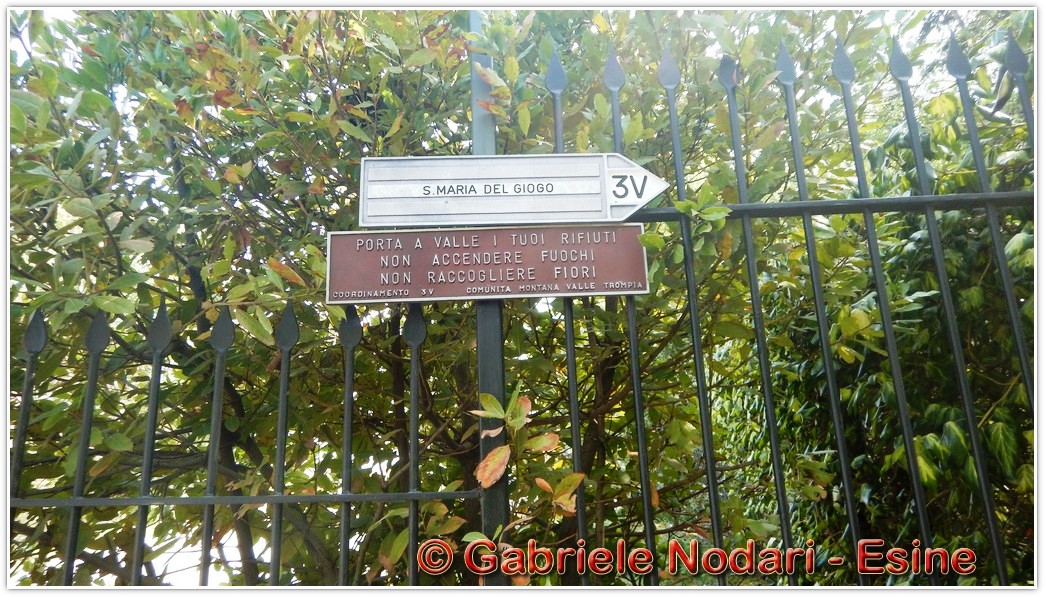 S.MARIA DEL GIOGO 3V
PORTA A VALLE I TUOI RIFIUTI
NON ACCENDERE FUOCHI
NON RACCOGLIERE FIORI
COORDINAMENTO 3V. COMUNITA MONTANA VALLE TROMPIA
© Gabriele Nodari - Esine